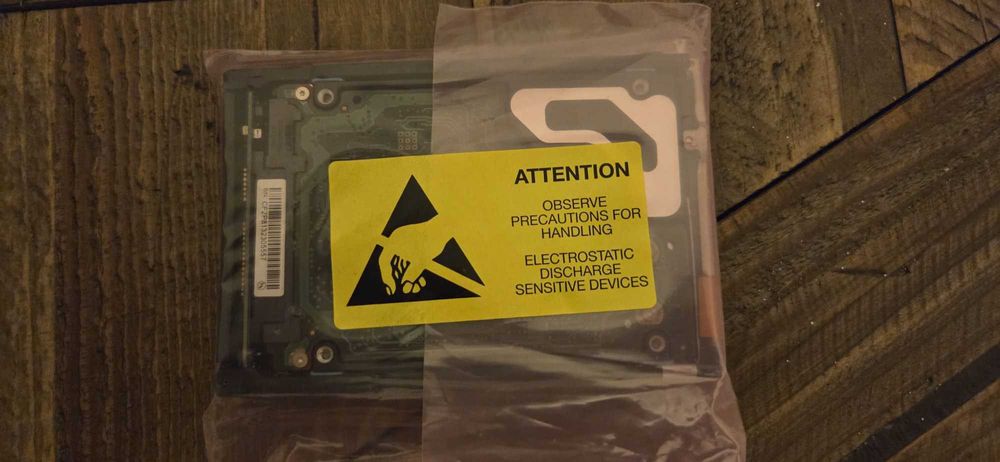 ATTENTION
OBSERVE
PRECAUTIONS FOR
HANDLING
ELECTROSTATIC
DISCHARGE
SENSITIVE DEVICES